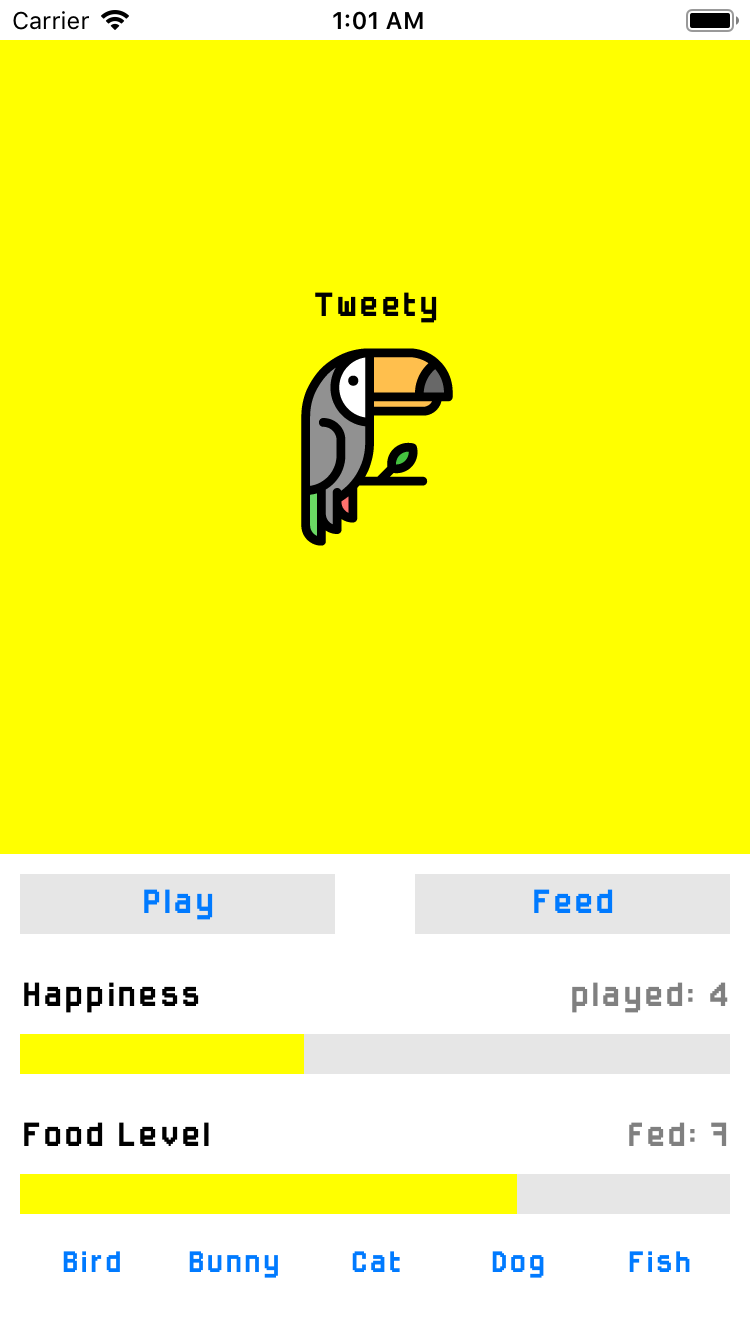 Carrier 1:01 AM
Tweety
Play Feed
Happiness played: 4
Food Level fed: 7
Bird Bunny Cat Dog Fish